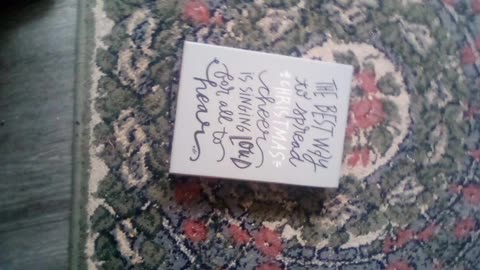 THE BEST WAY
to spread
CHRISTMAS
cheer
IS SINGING LOUD
for all to
hear